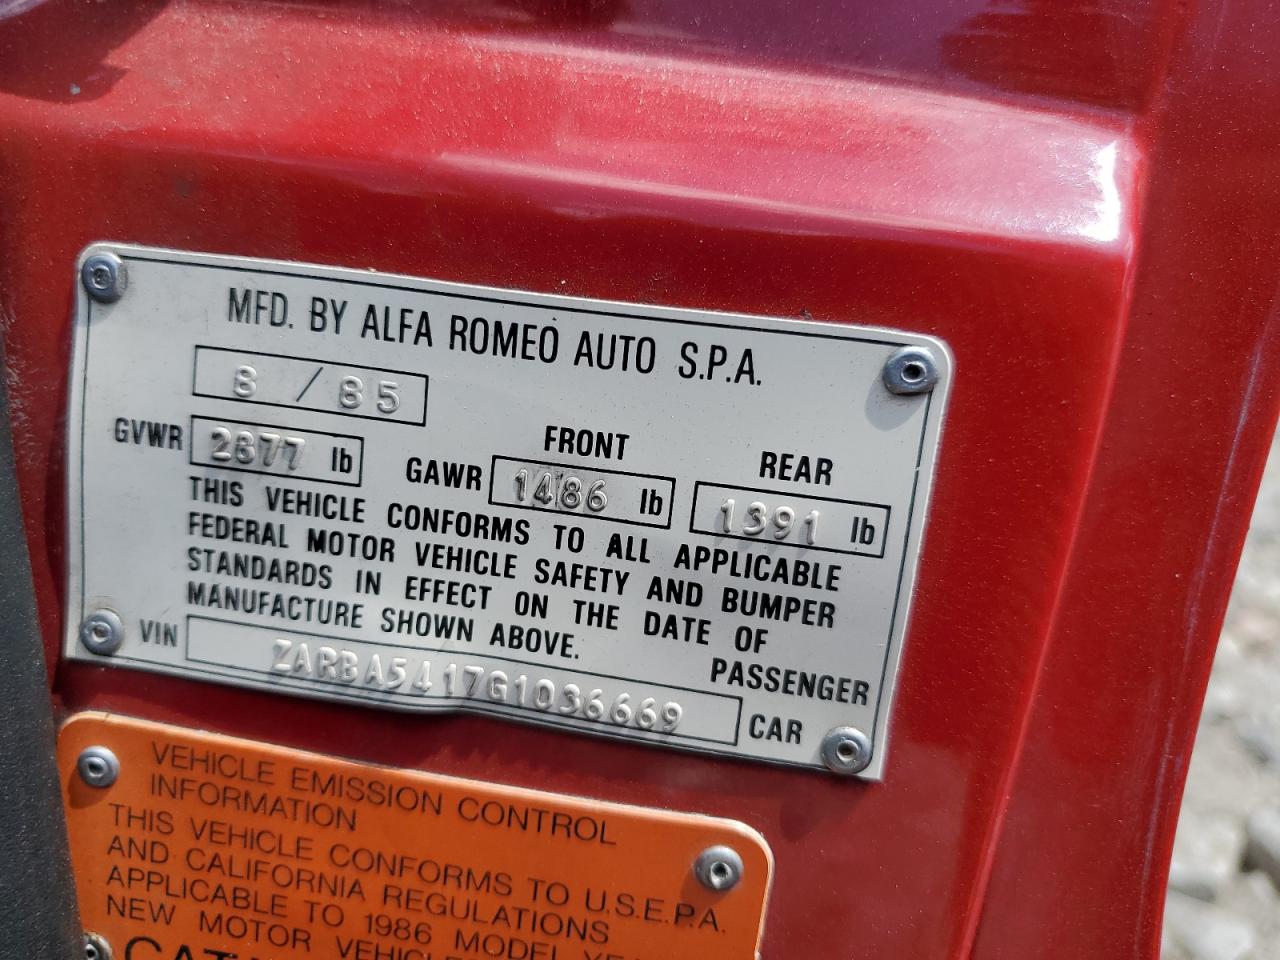 MFD. BY ALFA ROMEO AUTO S.P.A.
8 / 85
GVWR 2877 lb
FRONT
GAWR 1486 lb
REAR
1391 lb
THIS VEHICLE CONFORMS TO ALL APPLICABLE
FEDERAL MOTOR VEHICLE SAFETY AND BUMPER
STANDARDS IN EFFECT ON THE DATE OF
MANUFACTURE SHOWN ABOVE.
VIN ZARBA5417G1036669
PASSENGER
CAR
VEHICLE EMISSION CONTROL
INFORMATION
THIS VEHICLE CONFORMS TO U.S.E.P.A.
AND CALIFORNIA REGULATIONS
APPLICABLE TO 1986 MODEL
NEW MOTOR